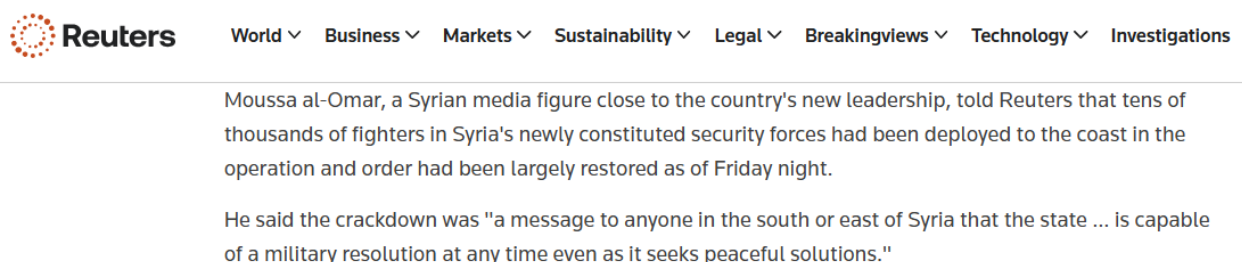 Reuters World Business Markets Sustainability Legal Breakingviews Technology Investigations
Moussa al-Omar, a Syrian media figure close to the country's new leadership, told Reuters that tens of
thousands of fighters in Syria's newly constituted security forces had been deployed to the coast in the
operation and order had been largely restored as of Friday night.
He said the crackdown was "a message to anyone in the south or east of Syria that the state ... is capable
of a military resolution at any time even as it seeks peaceful solutions."